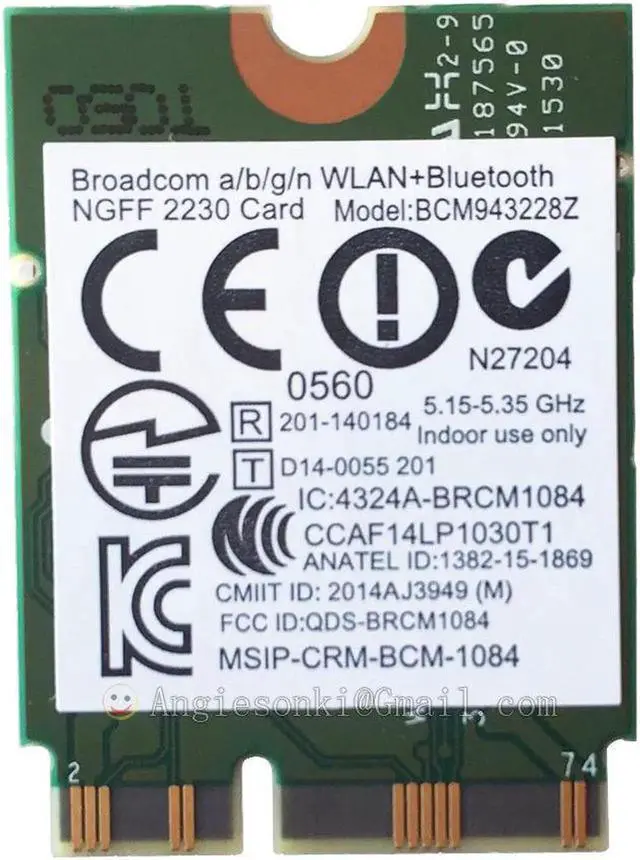 2-9
187565
94V-0
1530
Broadcom a/b/g/n WLAN+Bluetooth
NGFF 2230 Card Model:BCM943228Z
CE
N27204
0560
R 201-140184
5.15-5.35 GHz
Indoor use only
T D14-0055 201
IC:4324A-BRCM1084
CCAF14LP1030T1
ANATEL ID:1382-15-1869
CMIIT ID: 2014AJ3949 (M)
FCC ID:QDS-BRCM1084
MSIP-CRM-BCM-1084
Angiesonki@Gmail.com
2
74